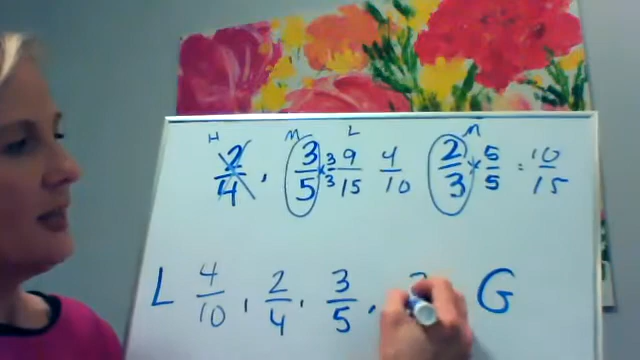 H M L M
2/4 , 3/5 × 3/3 9/15 4/10 2/3 × 5/5 = 10/15
L 4/10 , 2/4 , 3/5 , G